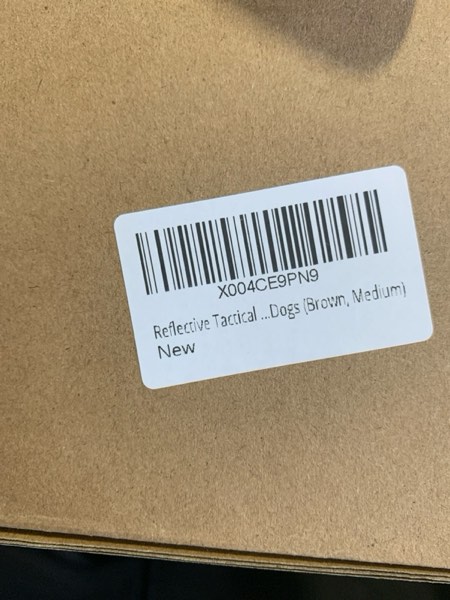 X004CE9PN9
Reflective Tactical ...Dogs (Brown, Medium)
New